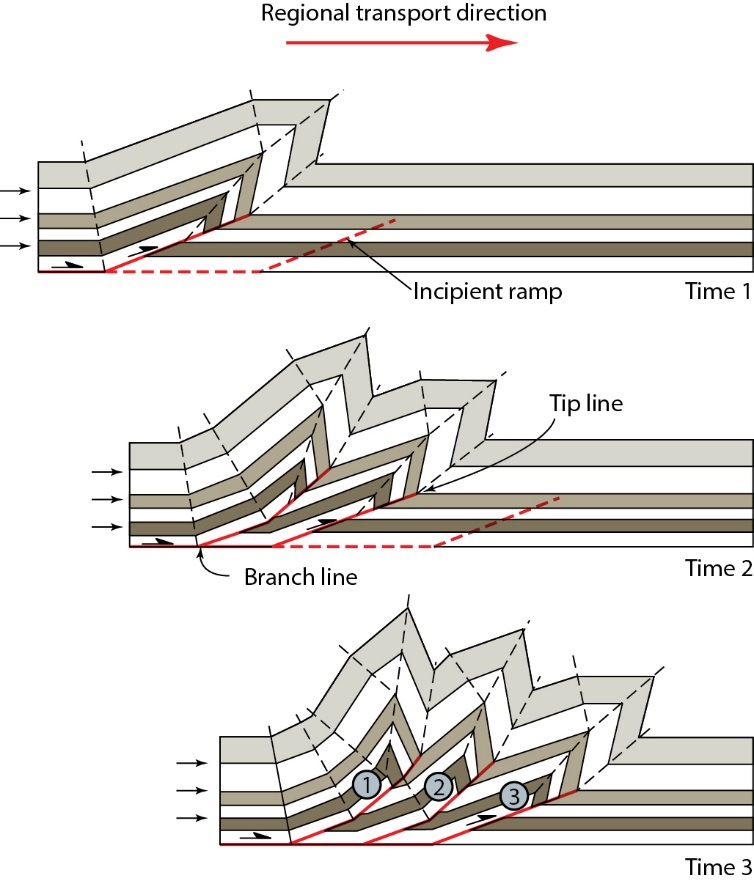 Regional transport direction
Incipient ramp
Time 1
Tip line
Branch line
Time 2
1
2
3
Time 3